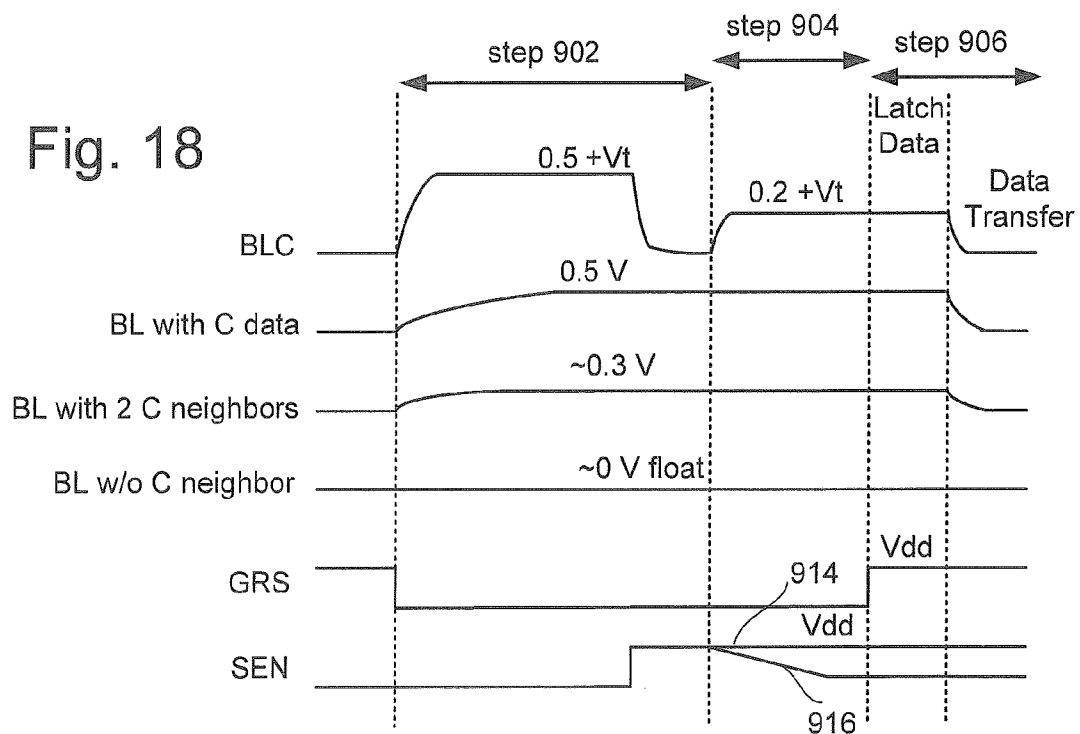 step 902
step 904
step 906
Fig. 18
Latch
Data
0.5 +Vt
0.2 +Vt
Data
Transfer
BLC
0.5 V
BL with C data
~0.3 V
BL with 2 C neighbors
~0 V float
BL w/o C neighbor
Vdd
GRS
914
Vdd
SEN
916